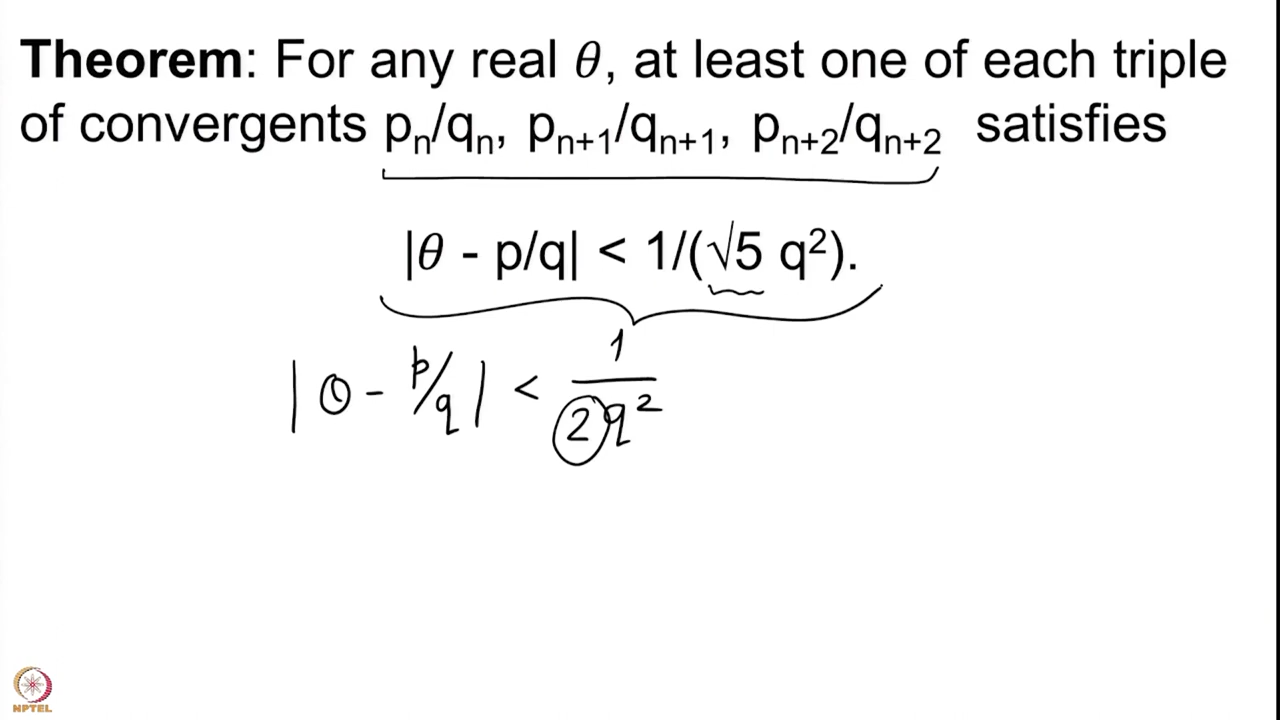 Theorem: For any real θ, at least one of each triple
of convergents pₙ/qₙ, pₙ₊₁/qₙ₊₁, pₙ₊₂/qₙ₊₂ satisfies
|θ - p/q| < 1/(√5 q²).
|θ - p/q| < 1/2q²
NPTEL